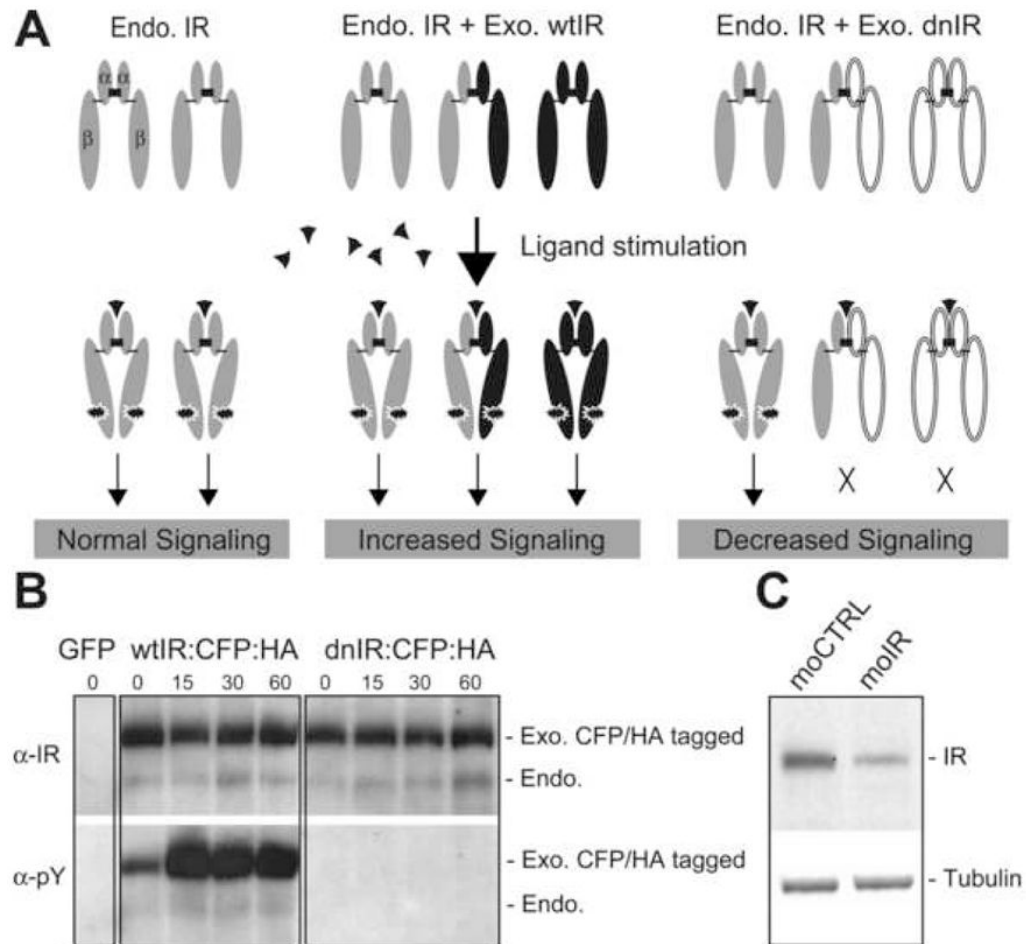 A
Endo. IR
Endo. IR + Exo. wtIR
Endo. IR + Exo. dnIR
α α
β β
Ligand stimulation
X X
Normal Signaling
Increased Signaling
Decreased Signaling
B
GFP wtIR:CFP:HA dnIR:CFP:HA
0 0 15 30 60 0 15 30 60
α-IR
- Exo. CFP/HA tagged
- Endo.
α-pY
- Exo. CFP/HA tagged
- Endo.
C
moCTRL
moIR
- IR
- Tubulin